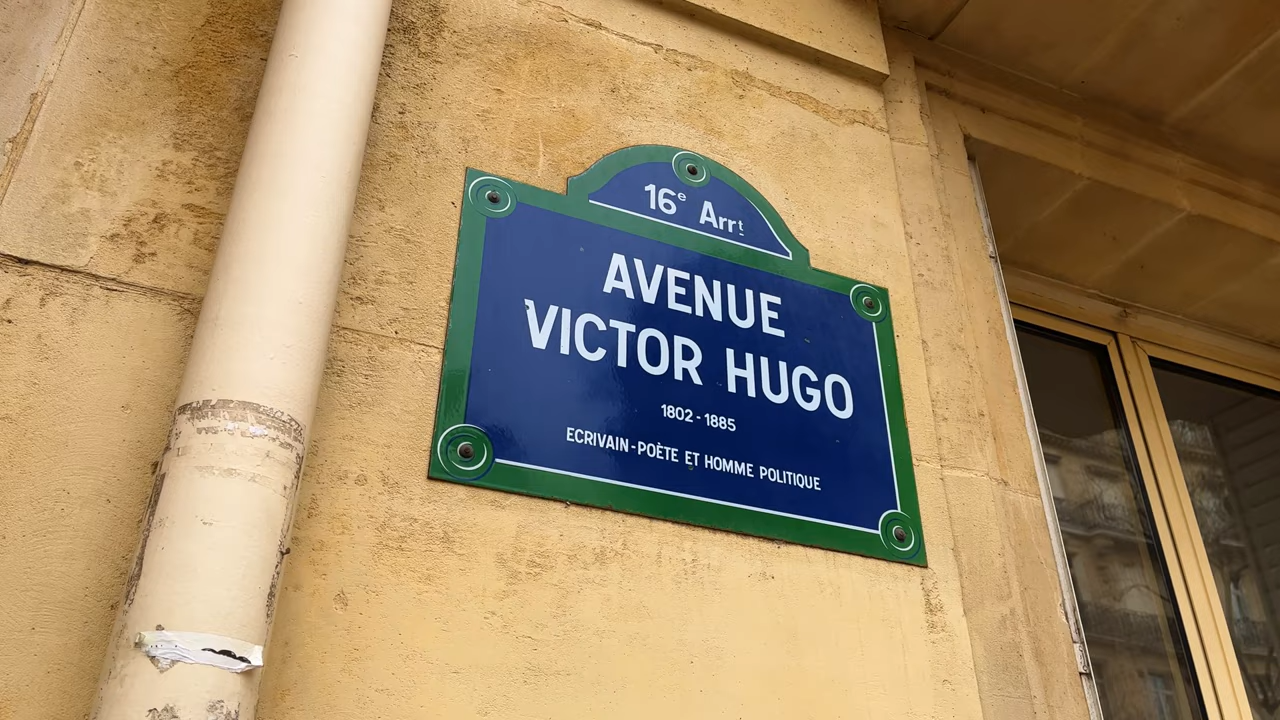 16e Arrt
AVENUE
VICTOR HUGO
1802 - 1885
ECRIVAIN-POÈTE ET HOMME POLITIQUE